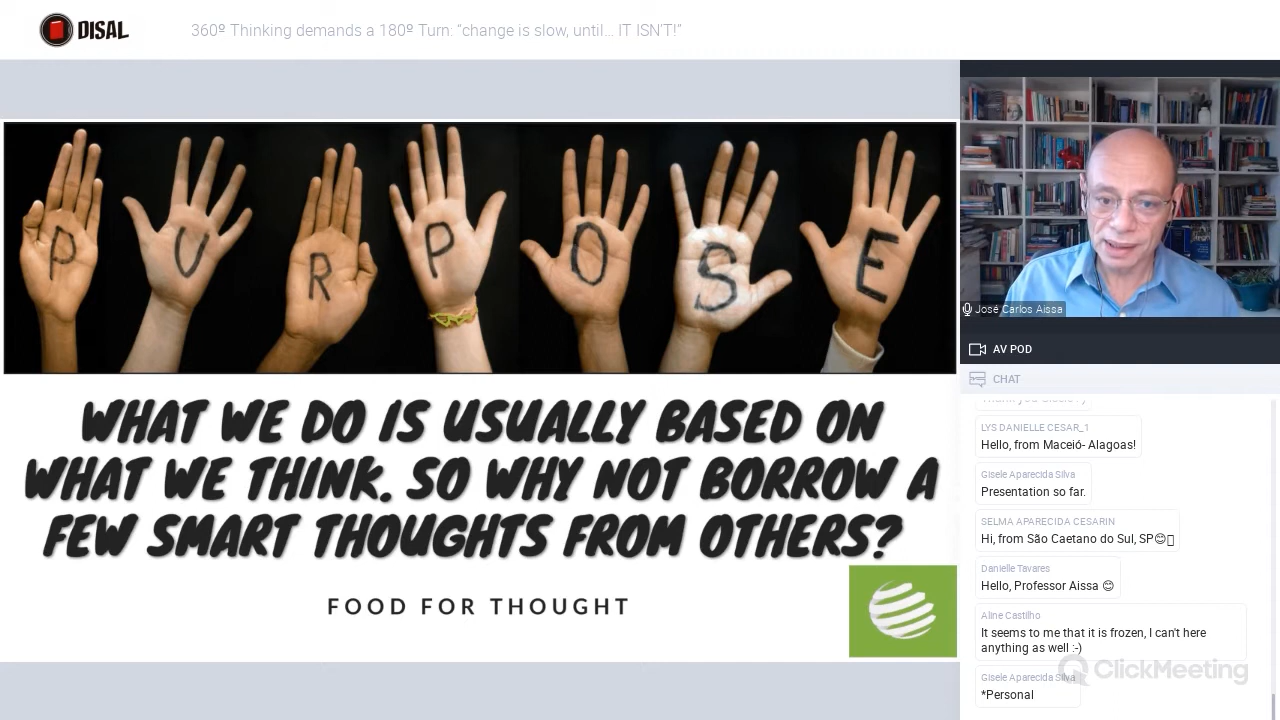 DISAL
360º Thinking demands a 180º Turn: “change is slow, until... IT ISN'T!”
P U R P O S E
WHAT WE DO IS USUALLY BASED ON
WHAT WE THINK. SO WHY NOT BORROW A
FEW SMART THOUGHTS FROM OTHERS?
FOOD FOR THOUGHT
José Carlos Aissa
AV POD
CHAT
LYS DANIELLE CESAR_1
Hello, from Maceió- Alagoas!
Gisele Aparecida Silva
Presentation so far.
SELMA APARECIDA CESARIN
Hi, from São Caetano do Sul, SP😊
Danielle Tavares
Hello, Professor Aissa 😊
Aline Castilho
It seems to me that it is frozen, I can't here
anything as well :-)
Gisele Aparecida Silva
*Personal
ClickMeeting